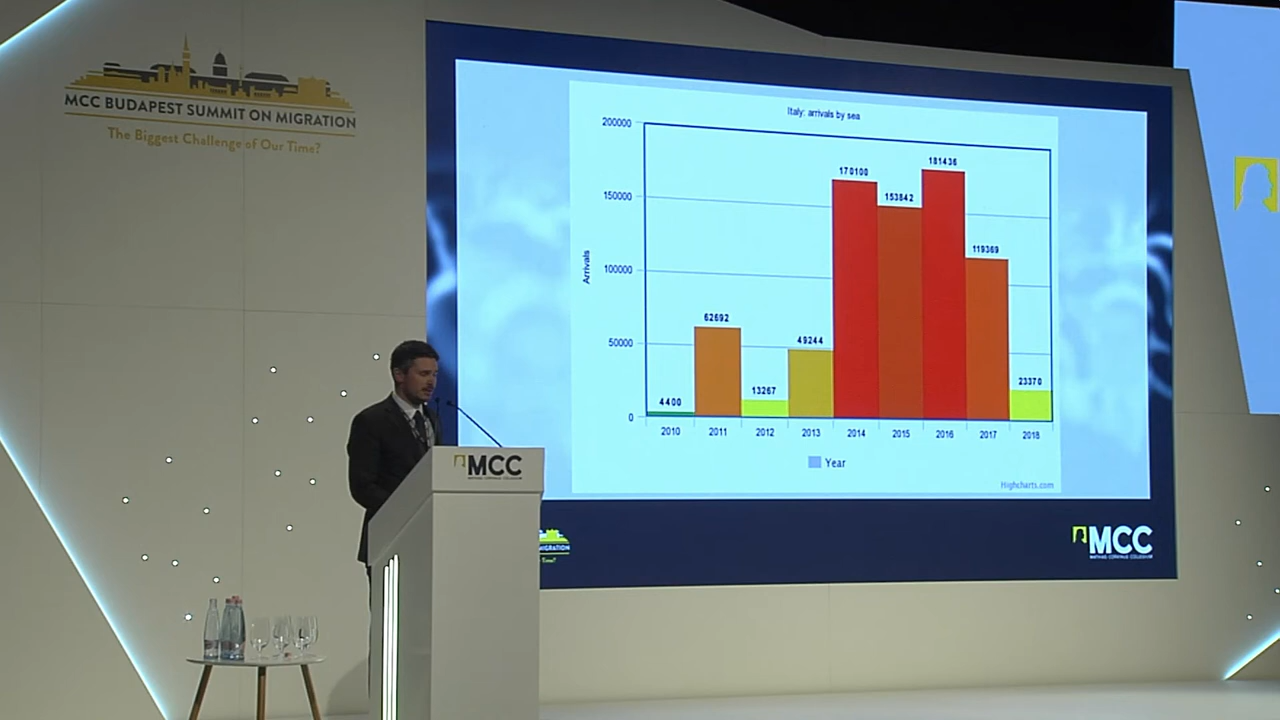 MCC BUDAPEST SUMMIT ON MIGRATION
The Biggest Challenge of Our Time?
Italy: arrivals by sea
Arrivals
200000
150000
100000
50000
0
4400
62692
13267
49244
170100
153842
181436
119369
23370
2010
2011
2012
2013
2014
2015
2016
2017
2018
Year
Highcharts.com
MCC
MCC